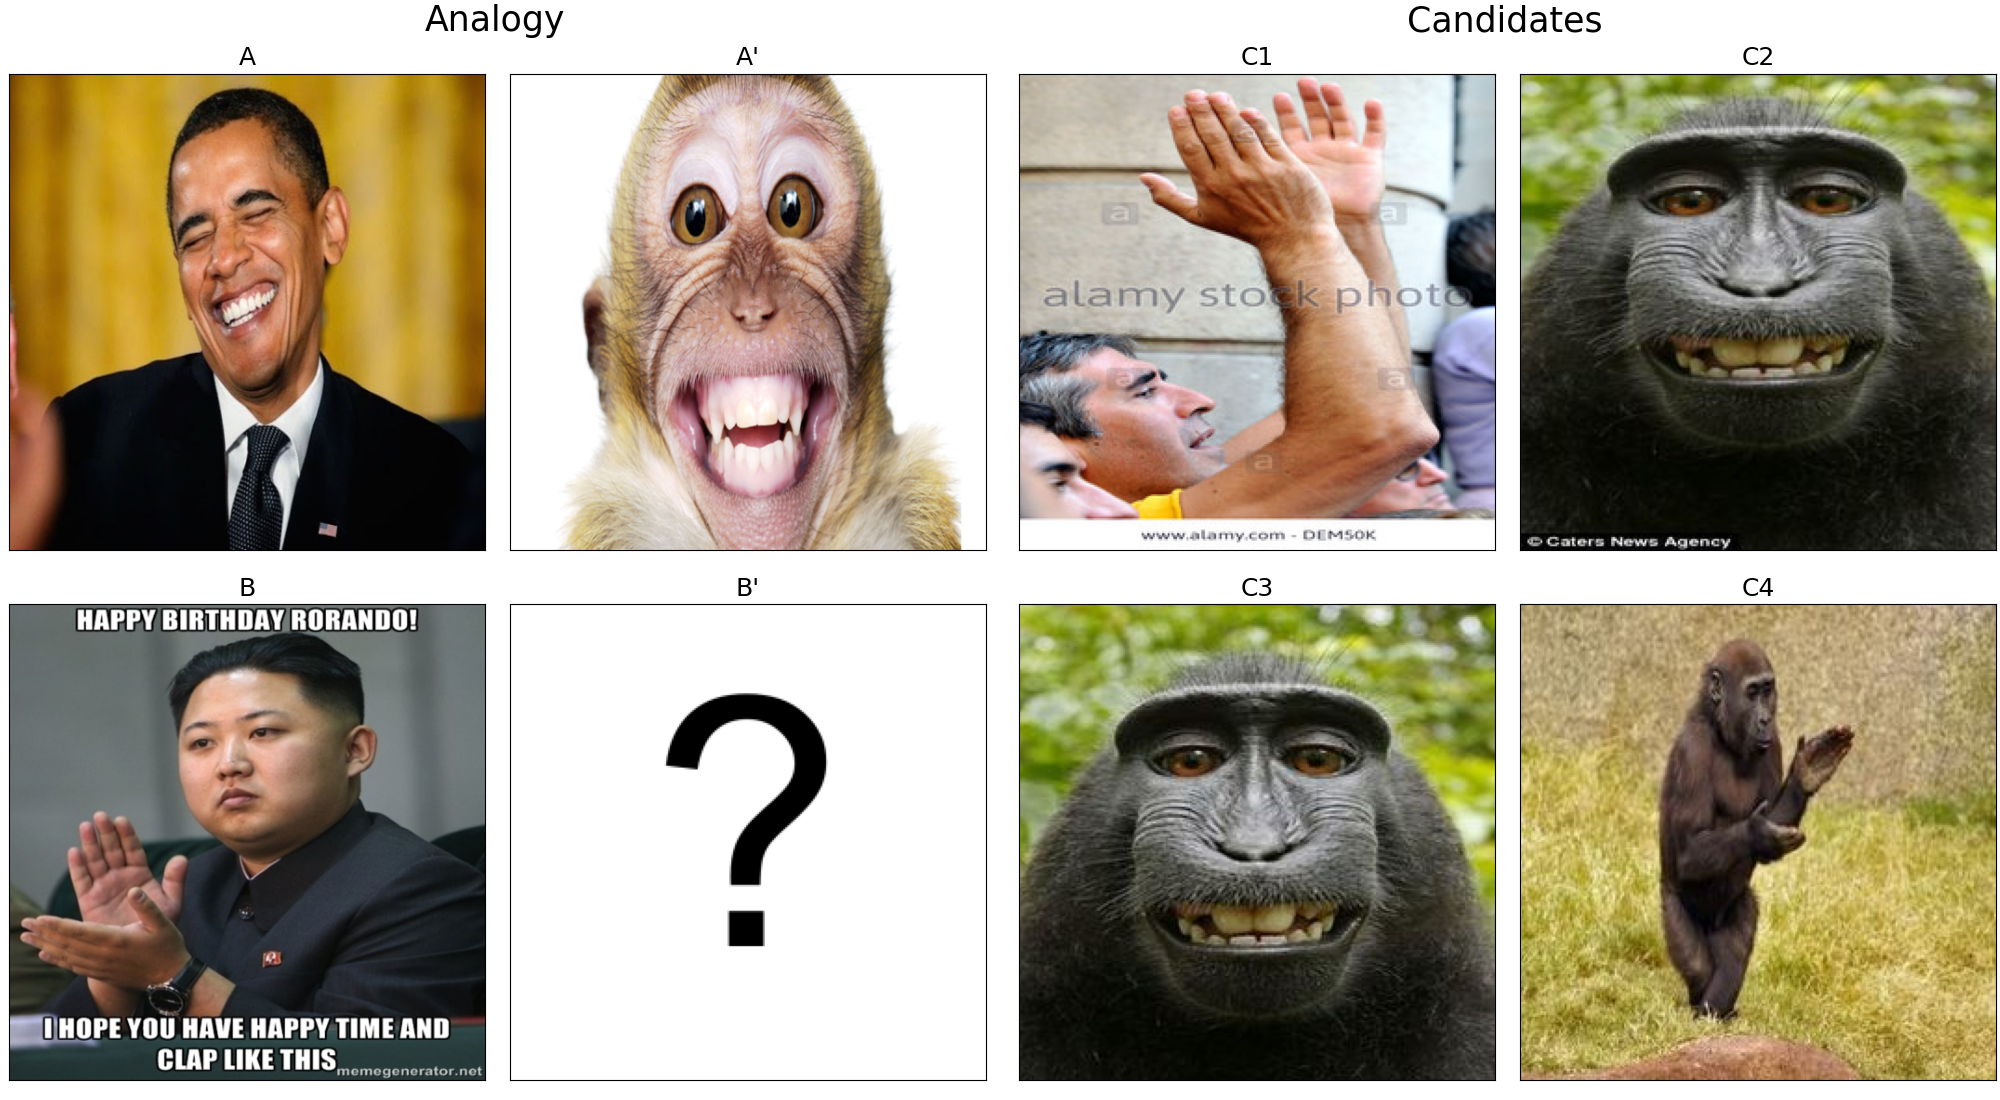 Analogy
Candidates
A
A'
C1
C2
a
a
alamy stock photo
a
a
a
www.alamy.com - DEM50K
© Caters News Agency
B
B'
C3
C4
HAPPY BIRTHDAY RORANDO!
I HOPE YOU HAVE HAPPY TIME AND
CLAP LIKE THIS
memegenerator.net
?